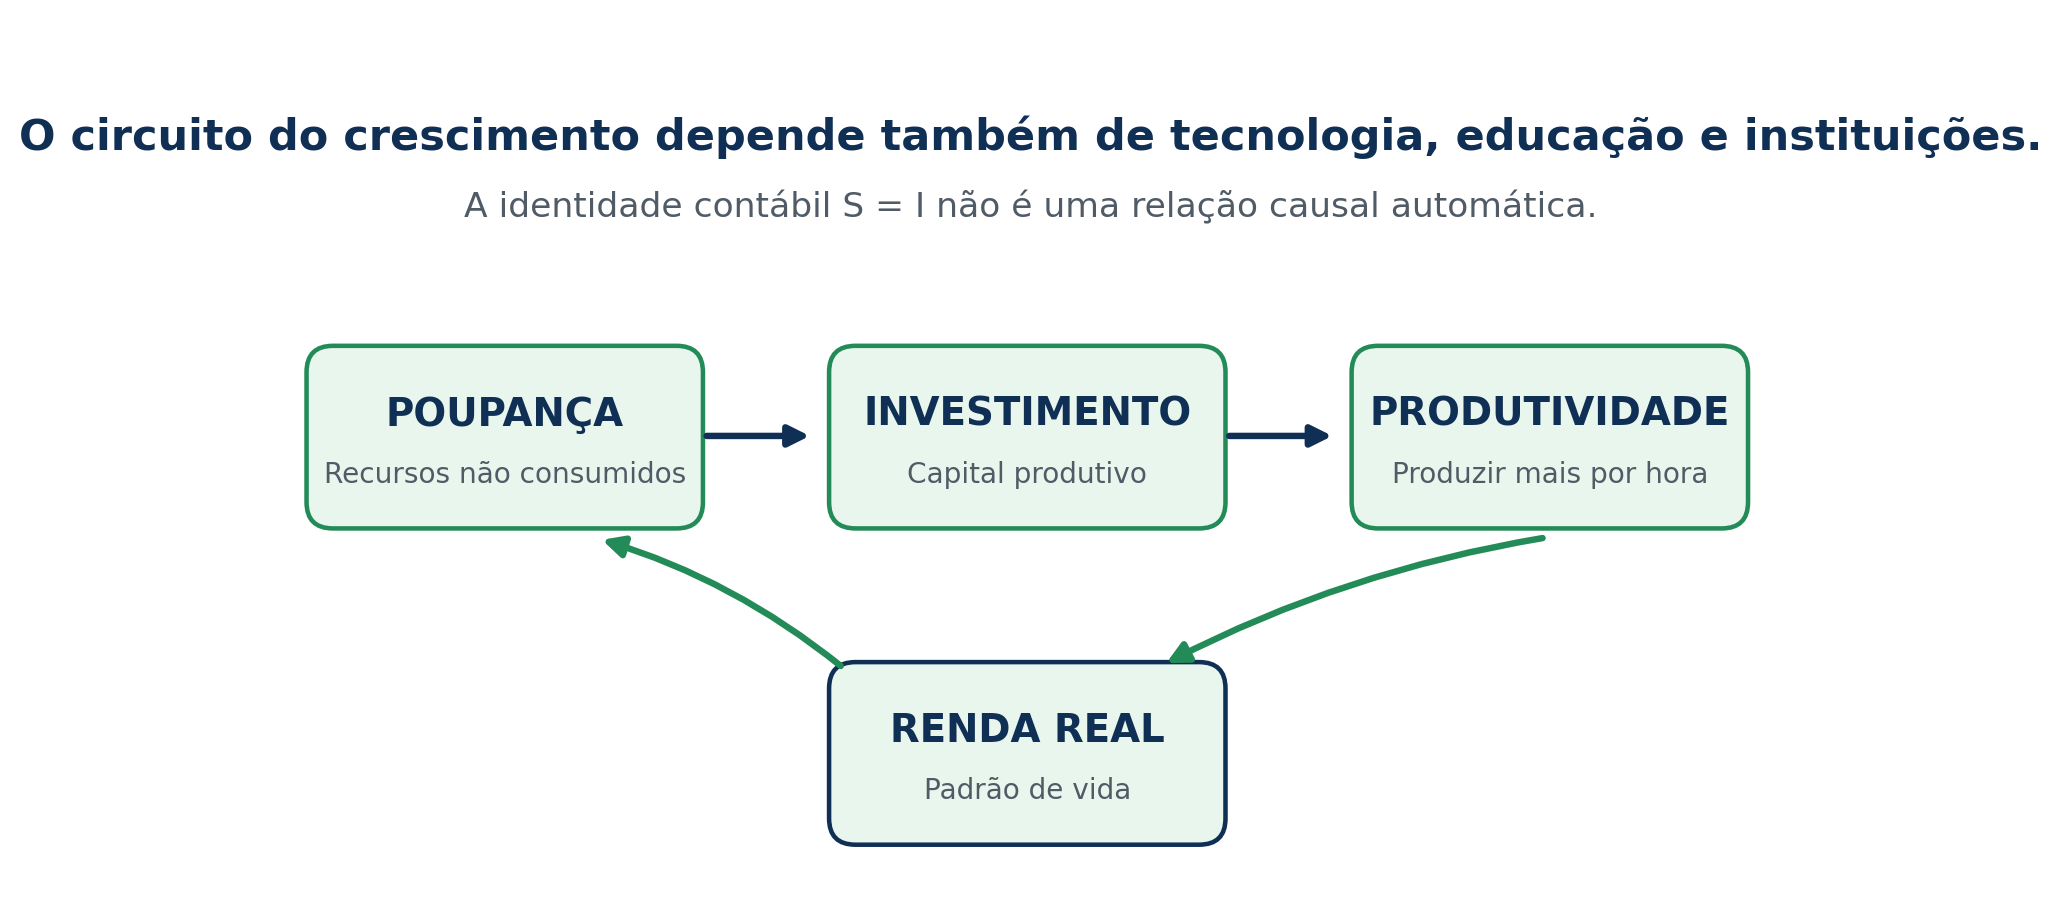 O circuito do crescimento depende também de tecnologia, educação e instituições.
A identidade contábil S = I não é uma relação causal automática.
POUPANÇA
Recursos não consumidos
INVESTIMENTO
Capital produtivo
PRODUTIVIDADE
Produzir mais por hora
RENDA REAL
Padrão de vida